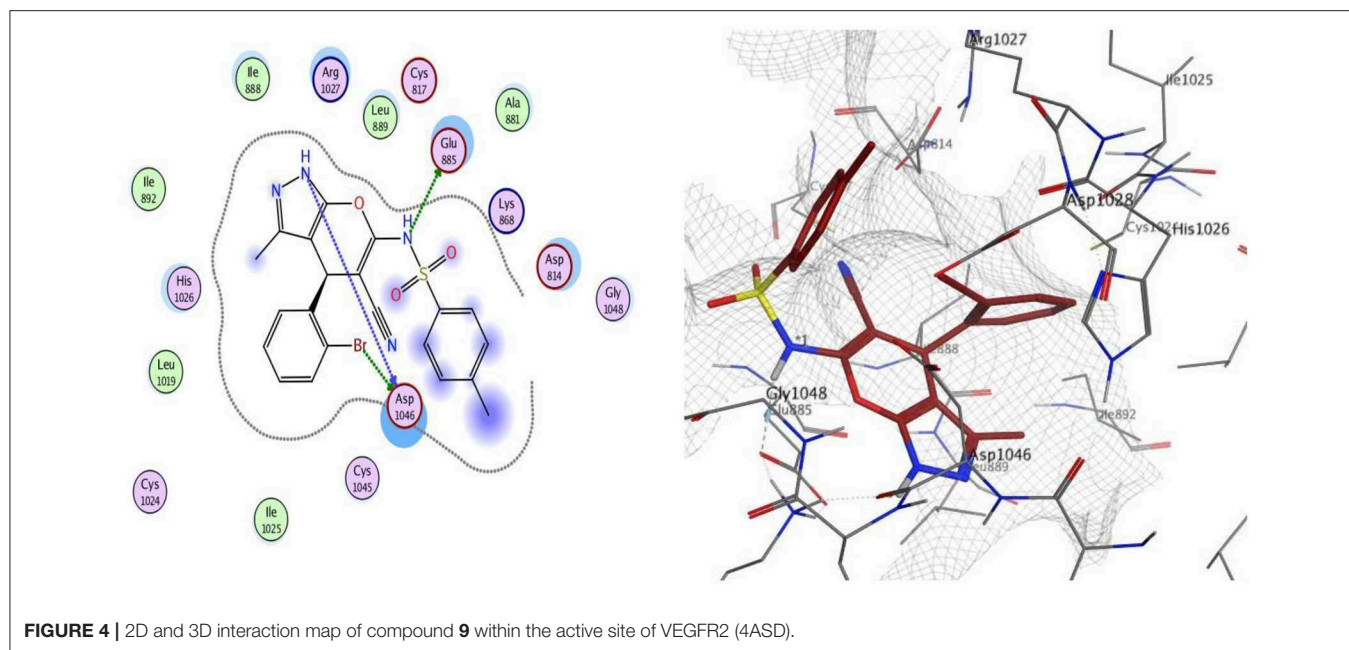 Ile
888
Arg
1027
Cys
817
Leu
889
Ala
881
Glu
885
Ile
892
Lys
868
Asp
814
Gly
1048
His
1026
Leu
1019
Asp
1046
Cys
1045
Cys
1024
Ile
1025
H
N
N
O
H
N
O
S
O
N
Br
Arg1027
Ile1025
Asp814
Asp1028
His1026
*1
Gly1048
Glu885
Asp1046
FIGURE 4 | 2D and 3D interaction map of compound 9 within the active site of VEGFR2 (4ASD).